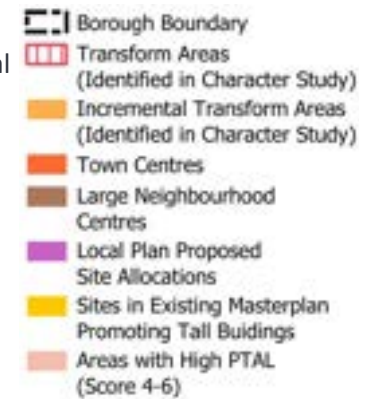 Borough Boundary
al
Transform Areas
(Identified in Character Study)
Incremental Transform Areas
(Identified in Character Study)
Town Centres
Large Neighbourhood
Centres
Local Plan Proposed
Site Allocations
Sites in Existing Masterplan
Promoting Tall Buidings
Areas with High PTAL
(Score 4-6)